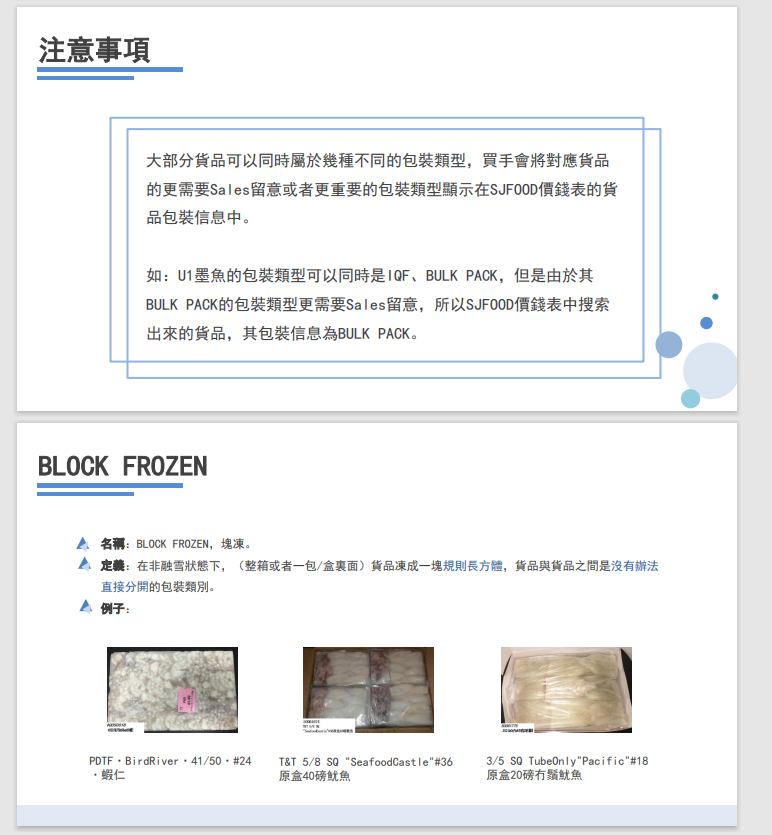 注意事項
大部分貨品可以同時屬於幾種不同的包裝類型，買手會將對應貨品
的更需要Sales留意或者更重要的包裝類型顯示在SJFOOD價錢表的貨
品包裝信息中。
如：U1墨魚的包裝類型可以同時是IQF、BULK PACK，但是由於其
BULK PACK的包裝類型更需要Sales留意，所以SJFOOD價錢表中搜索
出來的貨品，其包裝信息為BULK PACK。
BLOCK FROZEN
名稱：BLOCK FROZEN，塊凍。
定義：在非融雪狀態下，（整箱或者一包/盒裏面）貨品凍成一塊規則長方體，貨品與貨品之間是沒有辦法
直接分開的包裝類別。
例子：
PDTF·BirdRiver·41/50·#24
·蝦仁
T&T 5/8 SQ "SeafoodCastle"#36
原盒40磅魷魚
3/5 SQ TubeOnly"Pacific"#18
原盒20磅冇鬚魷魚